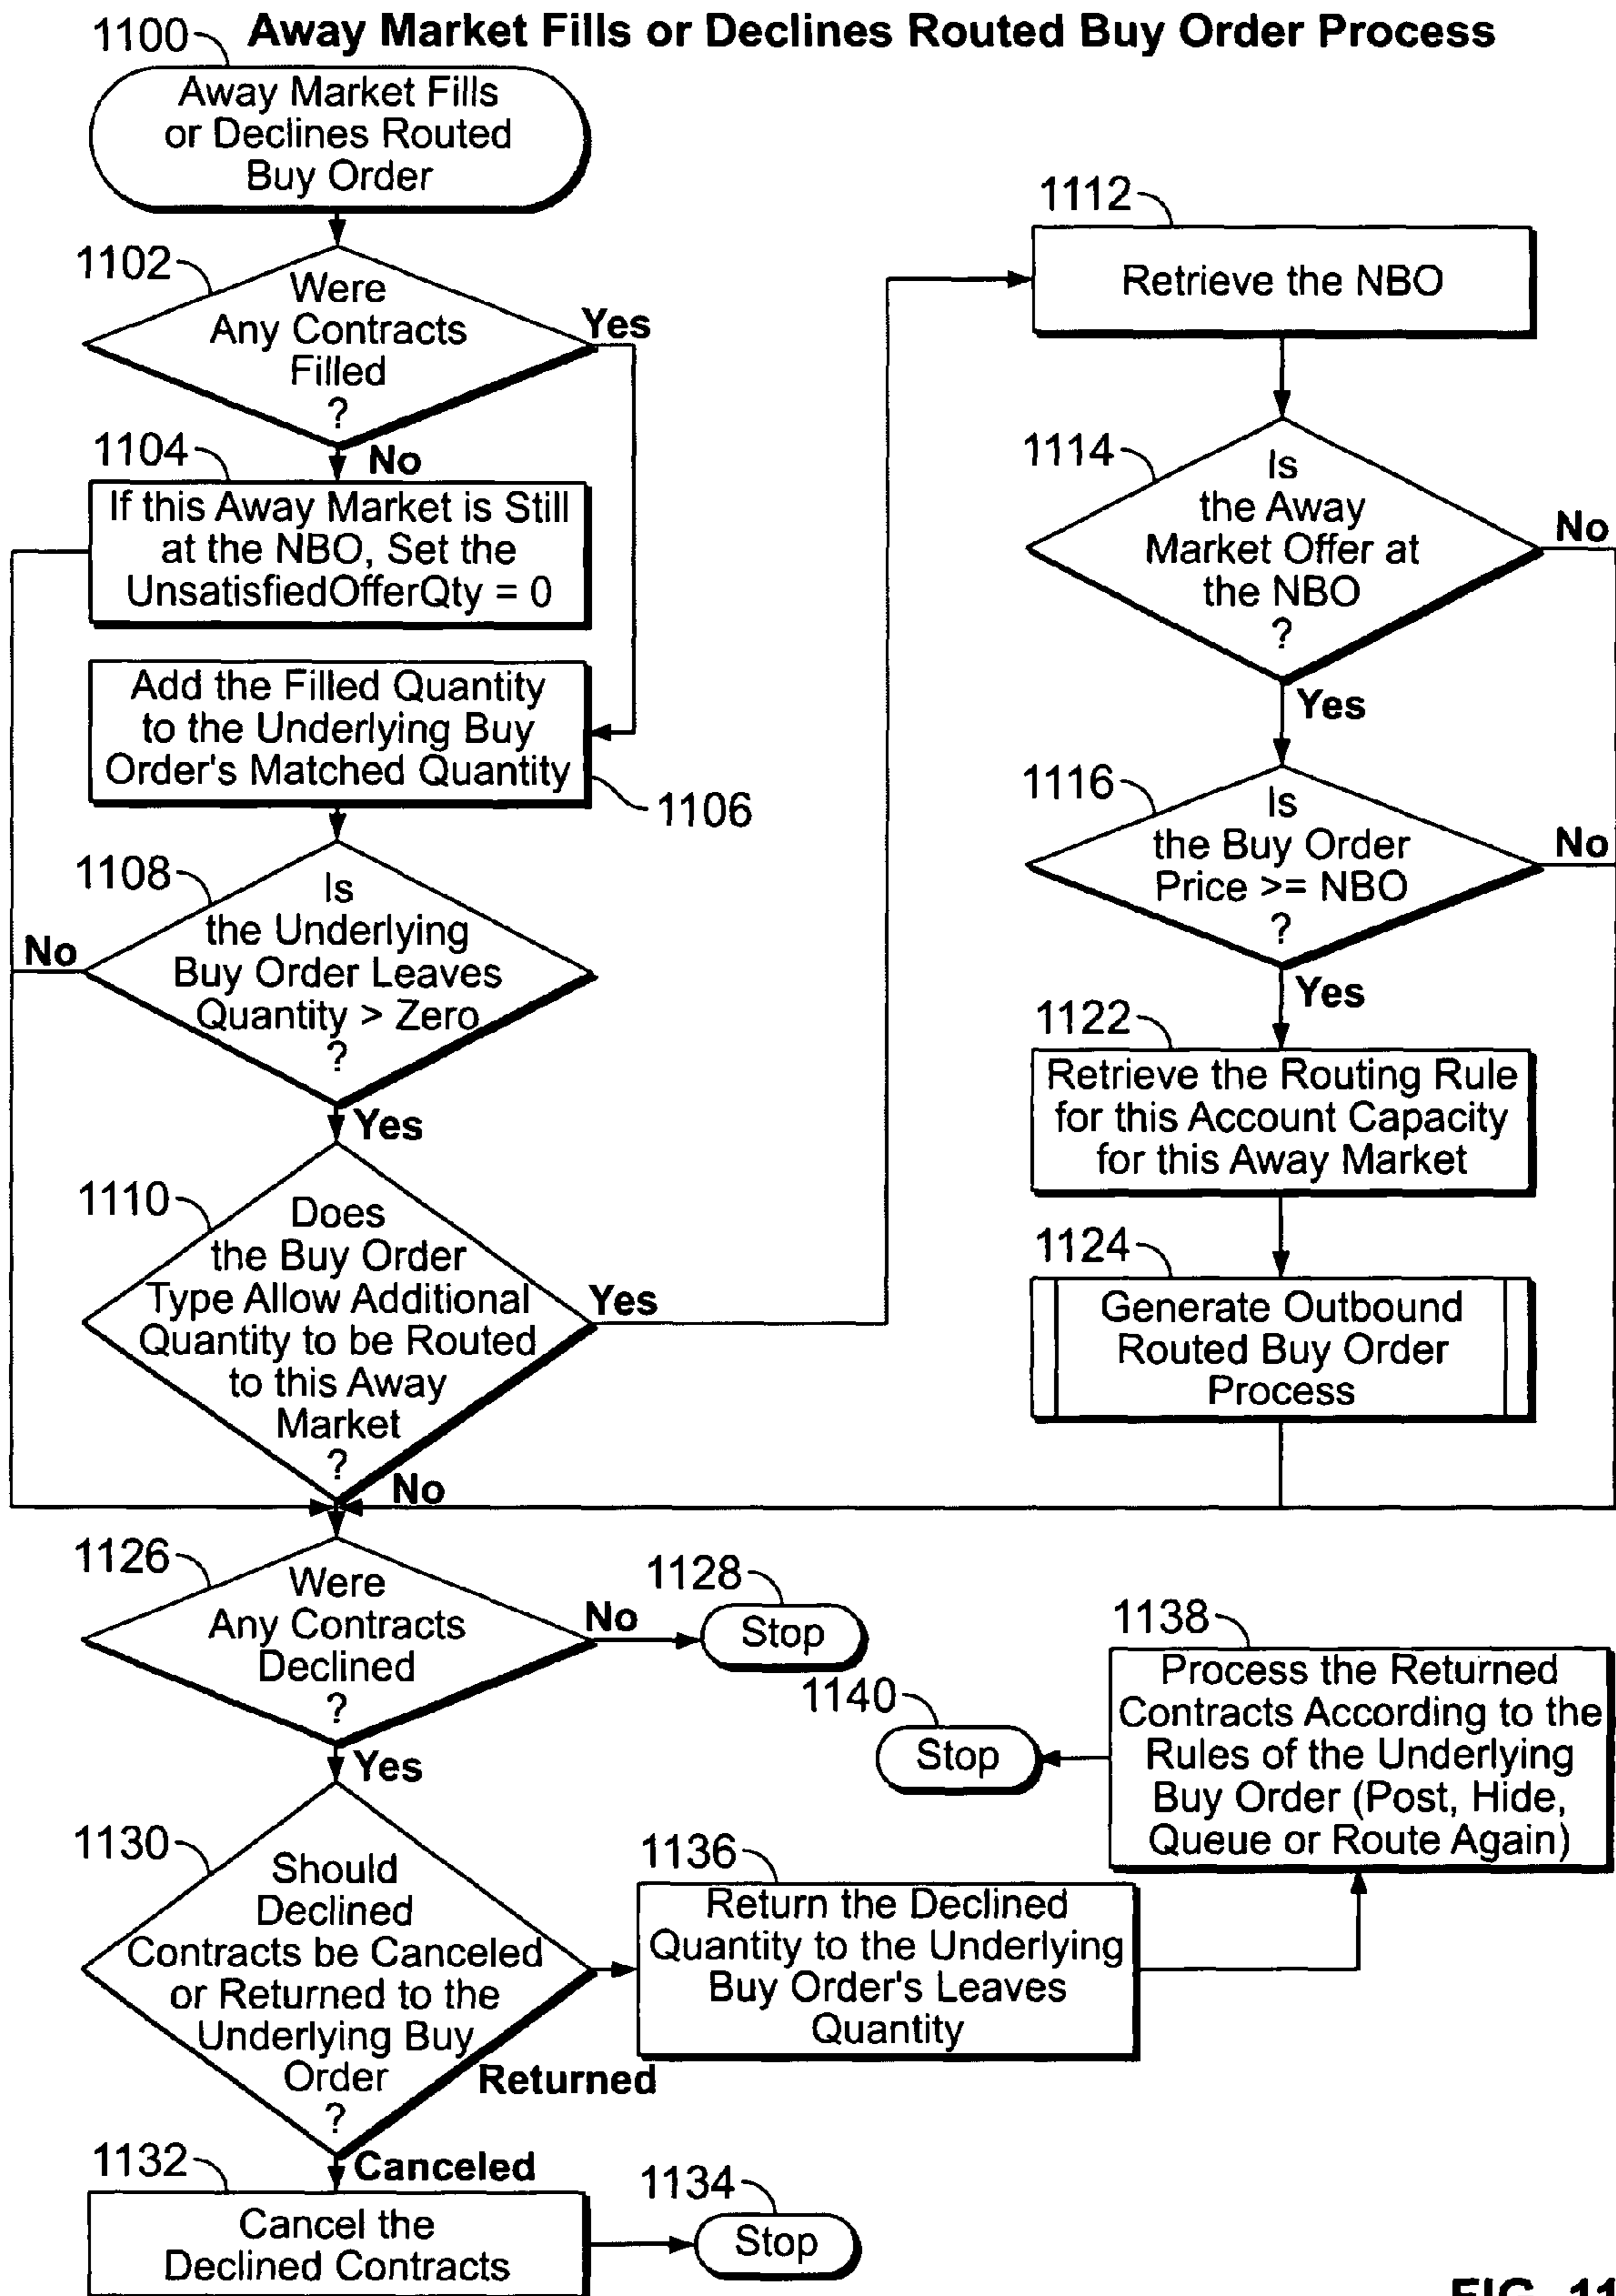 Away Market Fills or Declines Routed Buy Order Process
1100
Away Market Fills
or Declines Routed
Buy Order
1102
Were
Any Contracts
Filled
?
Yes
No
1104
If this Away Market is Still
at the NBO, Set the
UnsatisfiedOfferQty = 0
Add the Filled Quantity
to the Underlying Buy
Order's Matched Quantity
1106
1108
Is
the Underlying
Buy Order Leaves
Quantity > Zero
?
No
Yes
1110
Does
the Buy Order
Type Allow Additional
Quantity to be Routed
to this Away
Market
?
Yes
No
1112
Retrieve the NBO
1114
Is
the Away
Market Offer at
the NBO
?
No
Yes
1116
Is
the Buy Order
Price >= NBO
?
No
Yes
1122
Retrieve the Routing Rule
for this Account Capacity
for this Away Market
1124
Generate Outbound
Routed Buy Order
Process
1126
Were
Any Contracts
Declined
?
No
1128
Stop
Yes
1130
Should
Declined
Contracts be Canceled
or Returned to the
Underlying Buy
Order
?
Returned
Canceled
1136
Return the Declined
Quantity to the Underlying
Buy Order's Leaves
Quantity
1138
Process the Returned
Contracts According to the
Rules of the Underlying
Buy Order (Post, Hide,
Queue or Route Again)
1140
Stop
1132
Cancel the
Declined Contracts
1134
Stop
FIG. 11